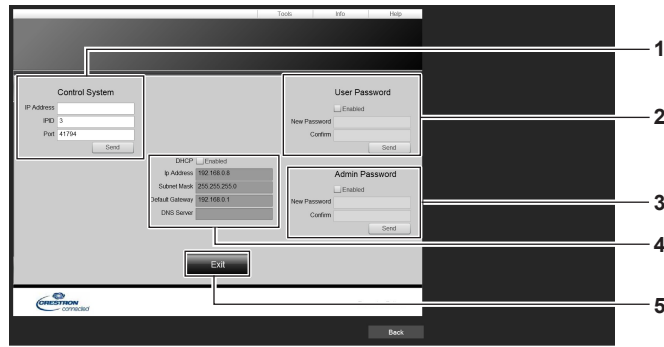 Tools Info Help
1
Control System
IP Address
IPID 3
Port 41794
Send
User Password
Enabled
New Password
Confirm
Send
2
DHCP Enabled
Ip Address 192.168.0.8
Subnet Mask 255.255.255.0
Default Gateway 192.168.0.1
DNS Server
Admin Password
Enabled
New Password
Confirm
Send
3
4
Exit
5
CRESTRON
connected
Back